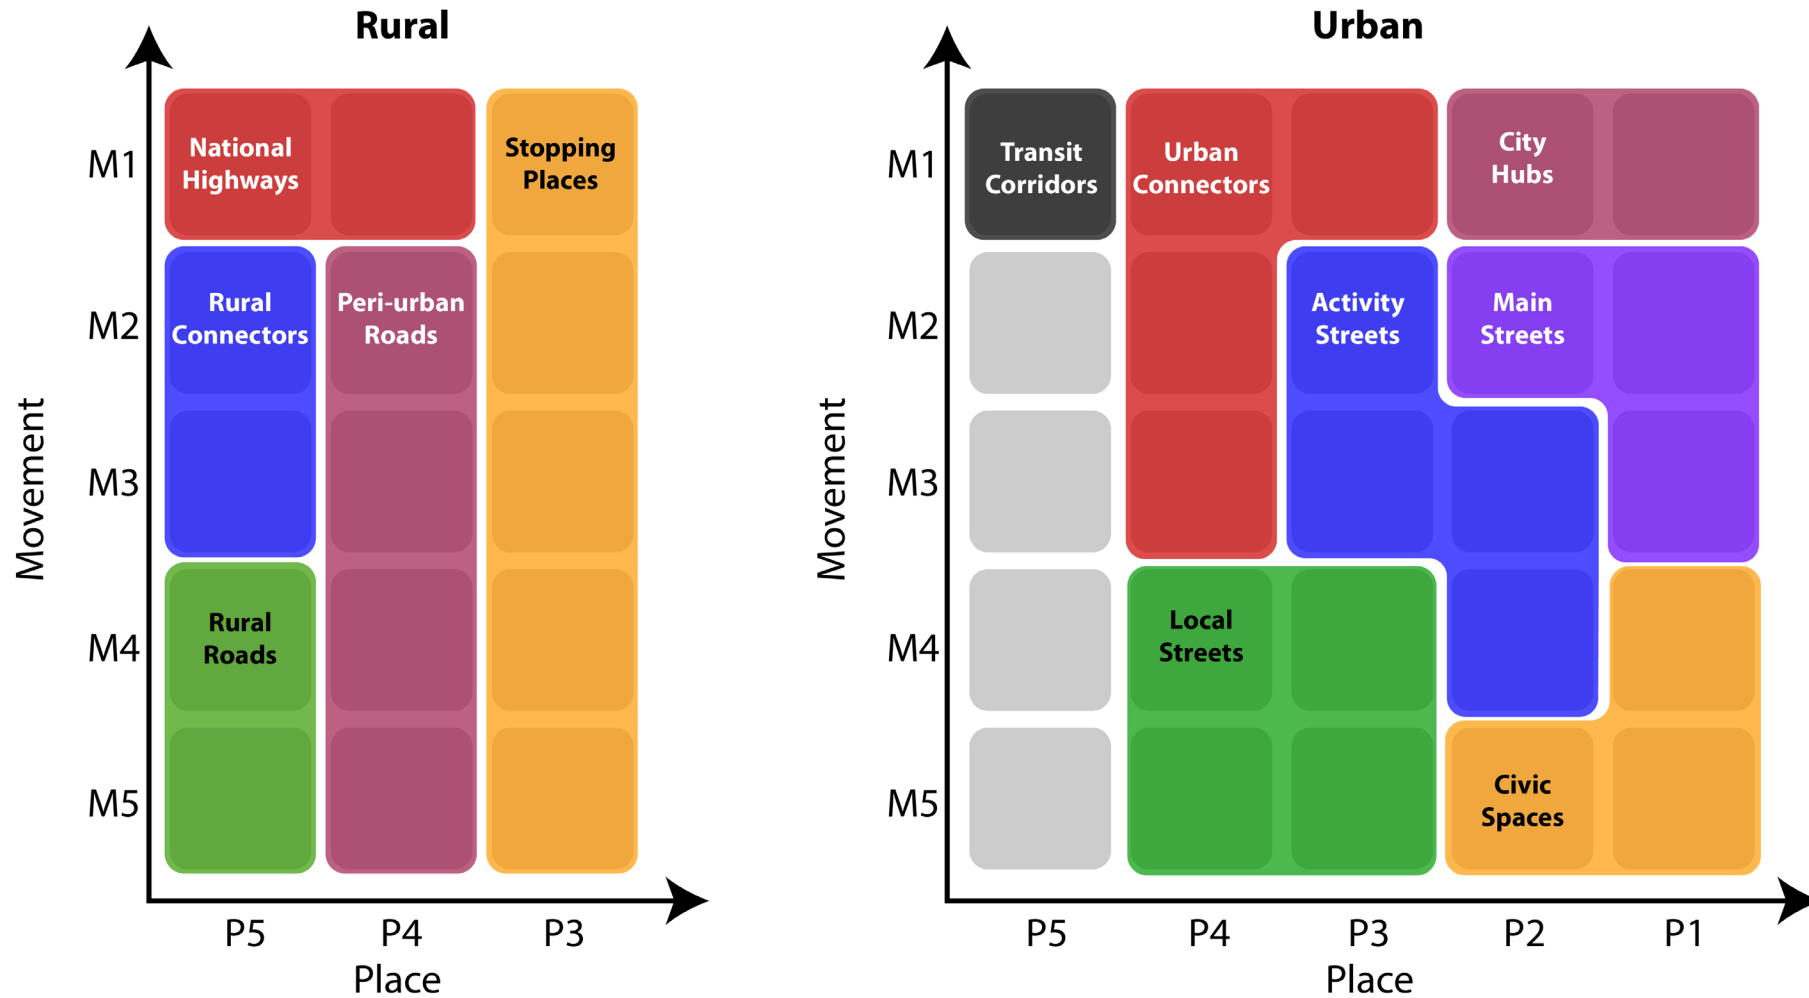 Rural
M1
M2
M3
M4
M5
Movement
National
Highways
Stopping
Places
Rural
Connectors
Peri-urban
Roads
Rural
Roads
P5
P4
P3
Place
Urban
M1
M2
M3
M4
M5
Movement
Transit
Corridors
Urban
Connectors
City
Hubs
Activity
Streets
Main
Streets
Local
Streets
Civic
Spaces
P5
P4
P3
P2
P1
Place